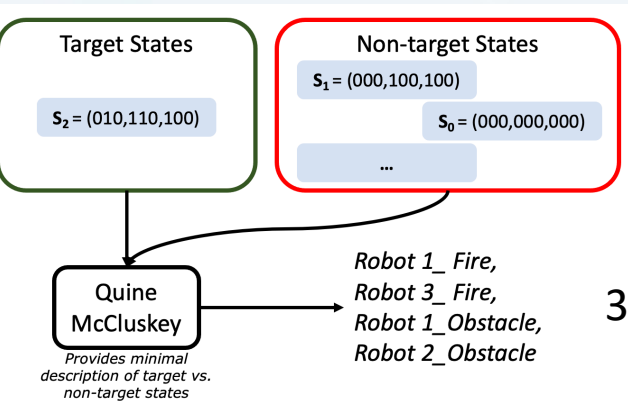 Target States
S₂ = (010,110,100)
Non-target States
S₁ = (000,100,100)
S₀ = (000,000,000)
...
Quine
McCluskey
Provides minimal
description of target vs.
non-target states
Robot 1_ Fire,
Robot 3_ Fire,
Robot 1_Obstacle,
Robot 2_Obstacle
3